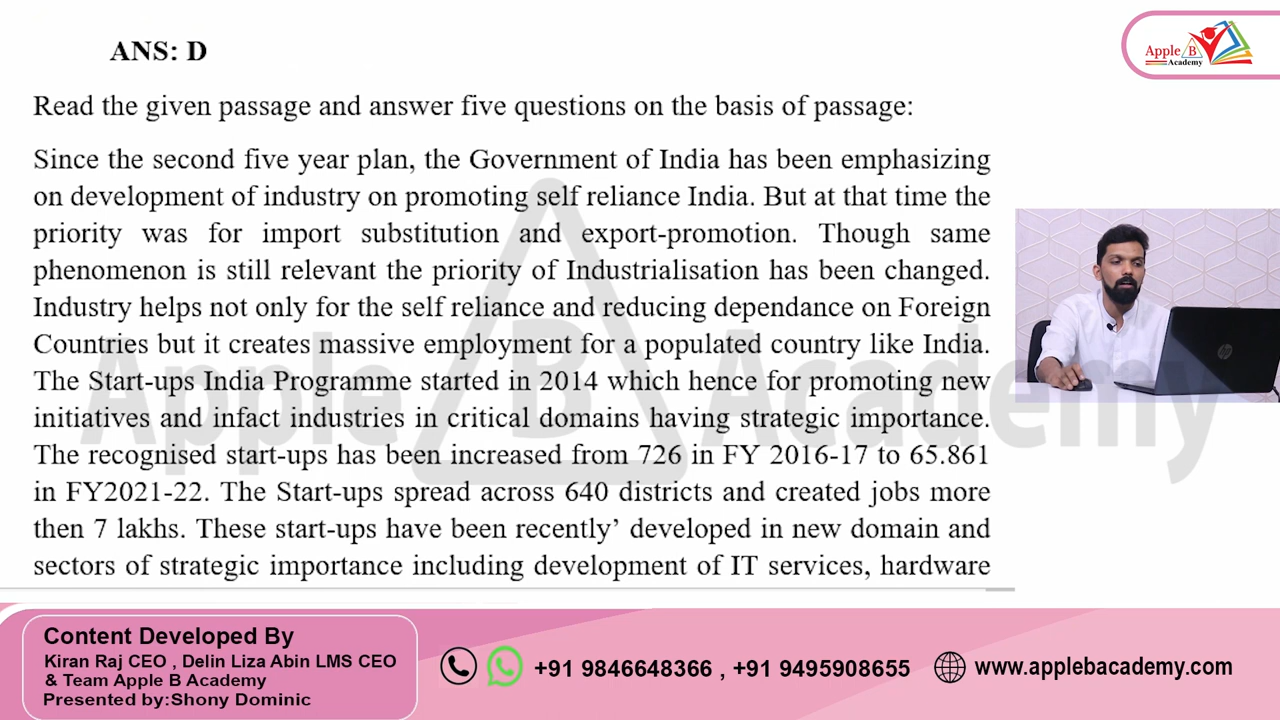 ANS: D
Apple B
Academy
Read the given passage and answer five questions on the basis of passage:
Since the second five year plan, the Government of India has been emphasizing
on development of industry on promoting self reliance India. But at that time the
priority was for import substitution and export-promotion. Though same
phenomenon is still relevant the priority of Industrialisation has been changed.
Industry helps not only for the self reliance and reducing dependance on Foreign
Countries but it creates massive employment for a populated country like India.
The Start-ups India Programme started in 2014 which hence for promoting new
initiatives and infact industries in critical domains having strategic importance.
The recognised start-ups has been increased from 726 in FY 2016-17 to 65.861
in FY2021-22. The Start-ups spread across 640 districts and created jobs more
then 7 lakhs. These start-ups have been recently’ developed in new domain and
sectors of strategic importance including development of IT services, hardware
Apple B Academy
hp
Content Developed By
Kiran Raj CEO , Delin Liza Abin LMS CEO
& Team Apple B Academy
Presented by:Shony Dominic
+91 9846648366 , +91 9495908655
www.applebacademy.com